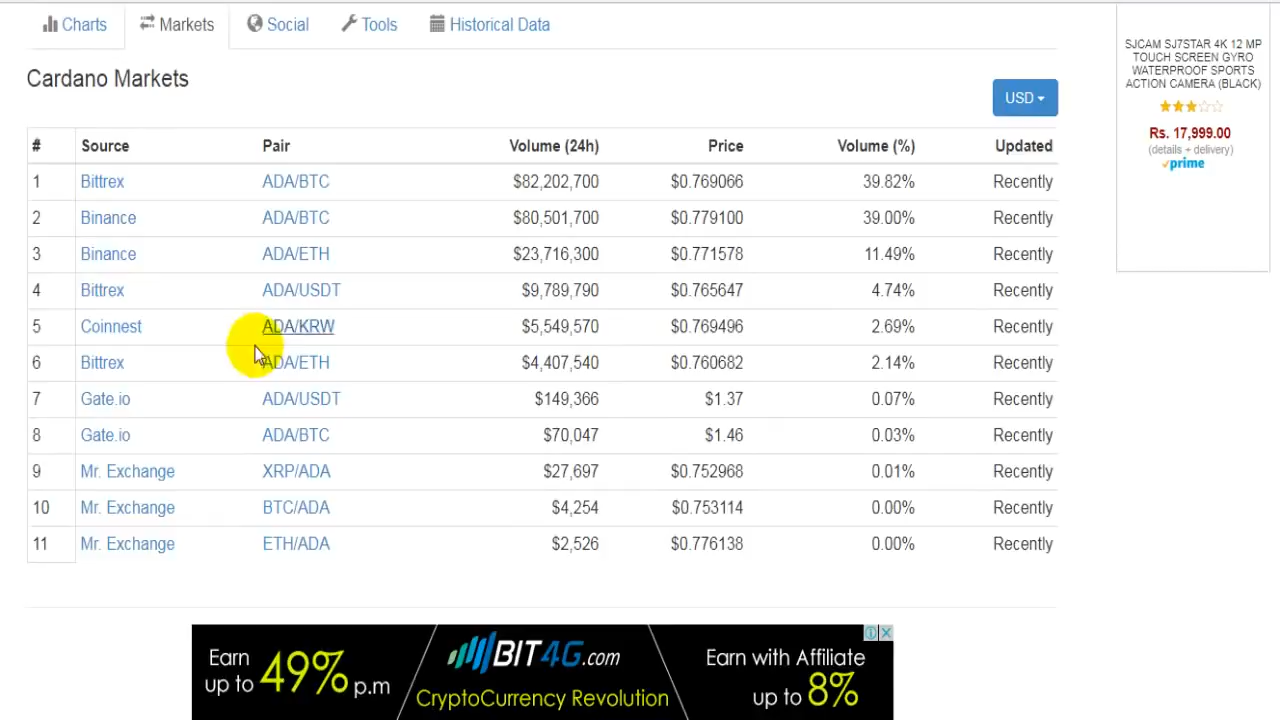 Charts Markets Social Tools Historical Data
Cardano Markets
USD
# Source Pair Volume (24h) Price Volume (%) Updated
1 Bittrex ADA/BTC $82,202,700 $0.769066 39.82% Recently
2 Binance ADA/BTC $80,501,700 $0.779100 39.00% Recently
3 Binance ADA/ETH $23,716,300 $0.771578 11.49% Recently
4 Bittrex ADA/USDT $9,789,790 $0.765647 4.74% Recently
5 Coinnest ADA/KRW $5,549,570 $0.769496 2.69% Recently
6 Bittrex ADA/ETH $4,407,540 $0.760682 2.14% Recently
7 Gate.io ADA/USDT $149,366 $1.37 0.07% Recently
8 Gate.io ADA/BTC $70,047 $1.46 0.03% Recently
9 Mr. Exchange XRP/ADA $27,697 $0.752968 0.01% Recently
10 Mr. Exchange BTC/ADA $4,254 $0.753114 0.00% Recently
11 Mr. Exchange ETH/ADA $2,526 $0.776138 0.00% Recently
SJCAM SJ7STAR 4K 12 MP
TOUCH SCREEN GYRO
WATERPROOF SPORTS
ACTION CAMERA (BLACK)
Rs. 17,999.00
(details + delivery)
prime
Earn
up to 49% p.m
BIT4G.com
CryptoCurrency Revolution
Earn with Affiliate
up to 8%